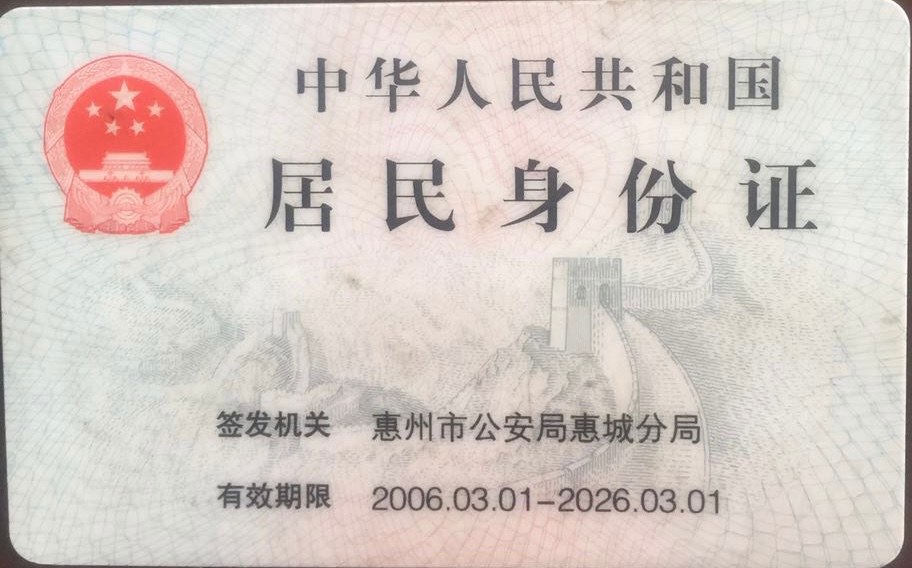 中华人民共和国
居民身份证
签发机关 惠州市公安局惠城分局
有效期限 2006.03.01-2026.03.01